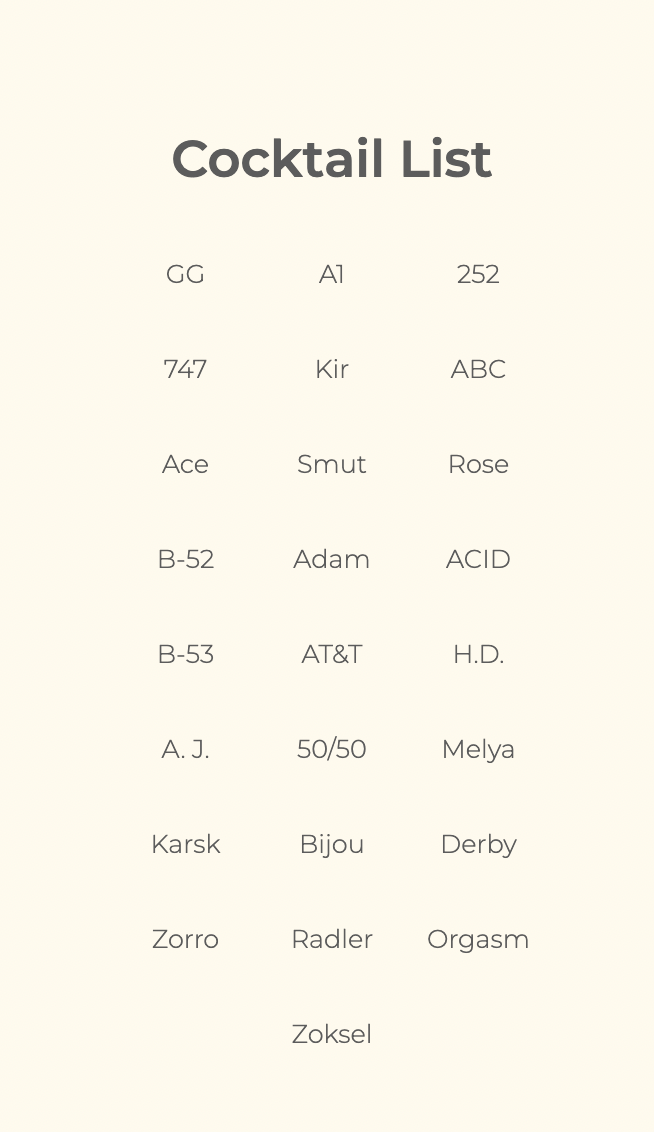 Cocktail List
GG A1 252
747 Kir ABC
Ace Smut Rose
B-52 Adam ACID
B-53 AT&T H.D.
A. J. 50/50 Melya
Karsk Bijou Derby
Zorro Radler Orgasm
Zoksel